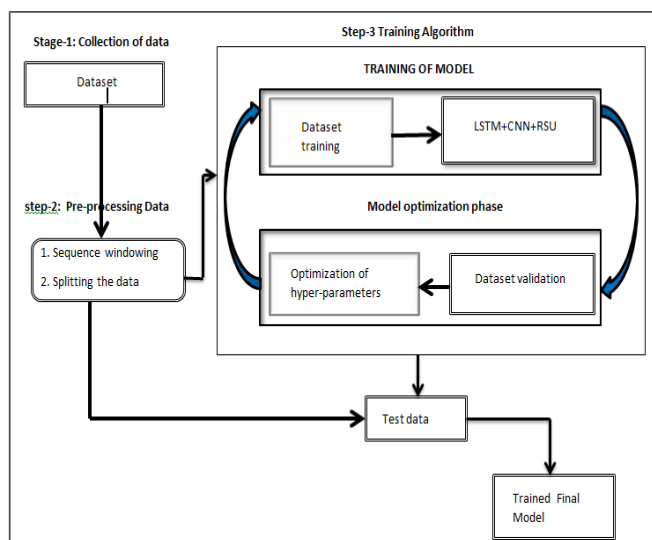 Stage-1: Collection of data
Dataset
step-2: Pre-processing Data
1. Sequence windowing
2. Splitting the data
Step-3 Training Algorithm
TRAINING OF MODEL
Dataset
training
LSTM+CNN+RSU
Model optimization phase
Optimization of
hyper-parameters
Dataset validation
Test data
Trained Final
Model